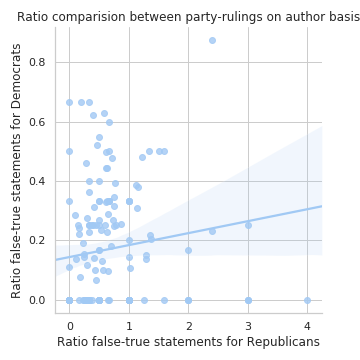 Ratio comparision between party-rulings on author basis
Ratio false-true statements for Democrats
0.8
0.6
0.4
0.2
0.0
0 1 2 3 4
Ratio false-true statements for Republicans